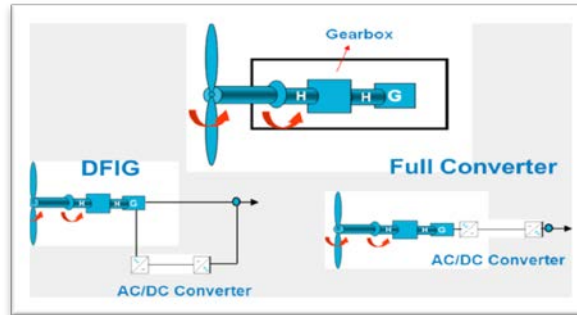 Gearbox
H H G
DFIG
Full Converter
H H G
H H G
AC/DC Converter
AC/DC Converter